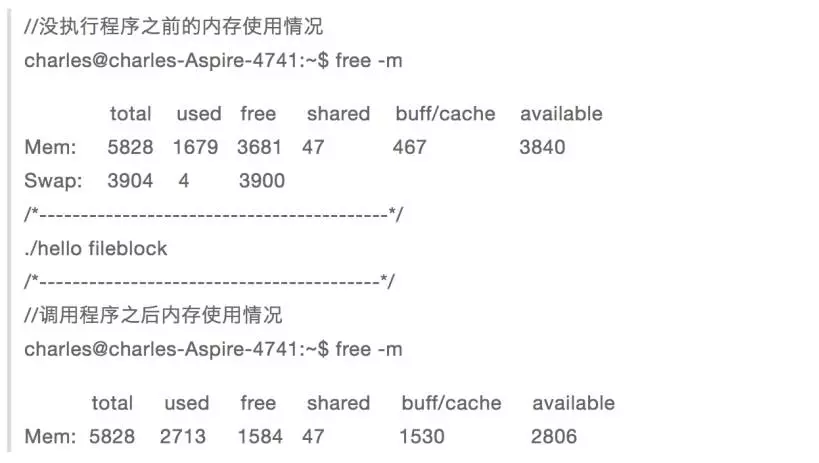 //没执行程序之前的内存使用情况
charles@charles-Aspire-4741:~$ free -m
total used free shared buff/cache available
Mem: 5828 1679 3681 47 467 3840
Swap: 3904 4 3900
/*------------------------------------------*/
./hello fileblock
/*-----------------------------------------*/
//调用程序之后内存使用情况
charles@charles-Aspire-4741:~$ free -m
total used free shared buff/cache available
Mem: 5828 2713 1584 47 1530 2806